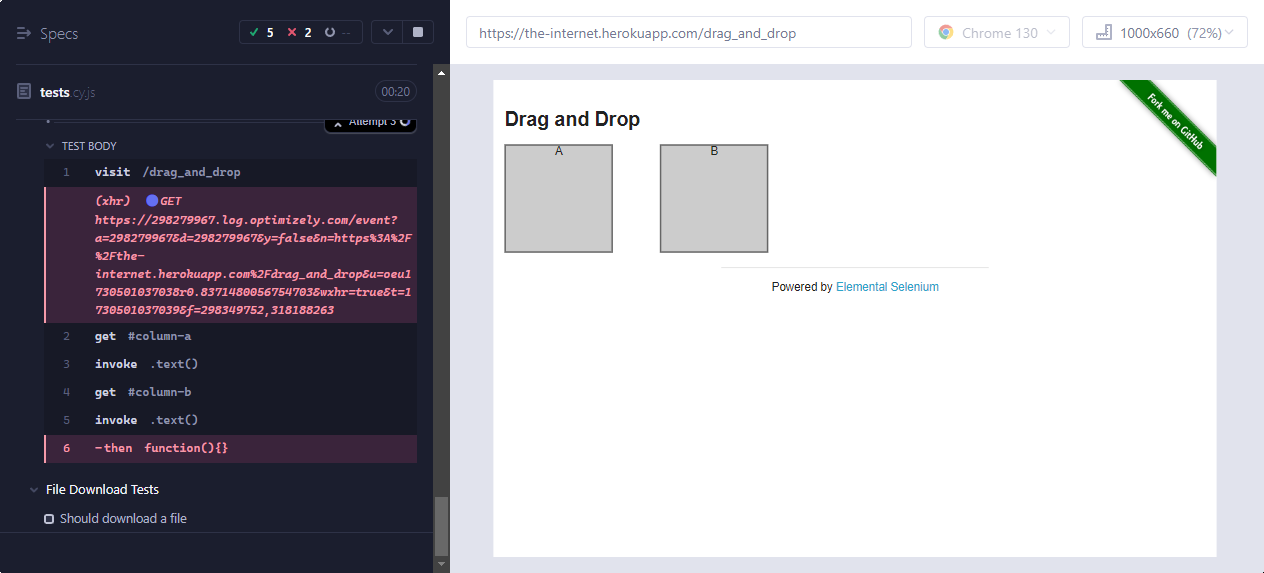 Specs
5 2 --
tests.cy.js 00:20
Attempt 3
TEST BODY
1 visit /drag_and_drop
(xhr) GET
https://298279967.log.optimizely.com/event?
a=298279967&d=298279967&y=false&n=https%3A%2F
%2Fthe-
internet.herokuapp.com%2Fdrag_and_drop&u=oeu1
730501037038r0.8371480056754703&wxhr=true&t=1
730501037039&f=298349752,318188263
2 get #column-a
3 invoke .text()
4 get #column-b
5 invoke .text()
6 -then function(){}
File Download Tests
Should download a file
https://the-internet.herokuapp.com/drag_and_drop
Chrome 130
1000x660 (72%)
Fork me on GitHub
Drag and Drop
A
B
Powered by Elemental Selenium